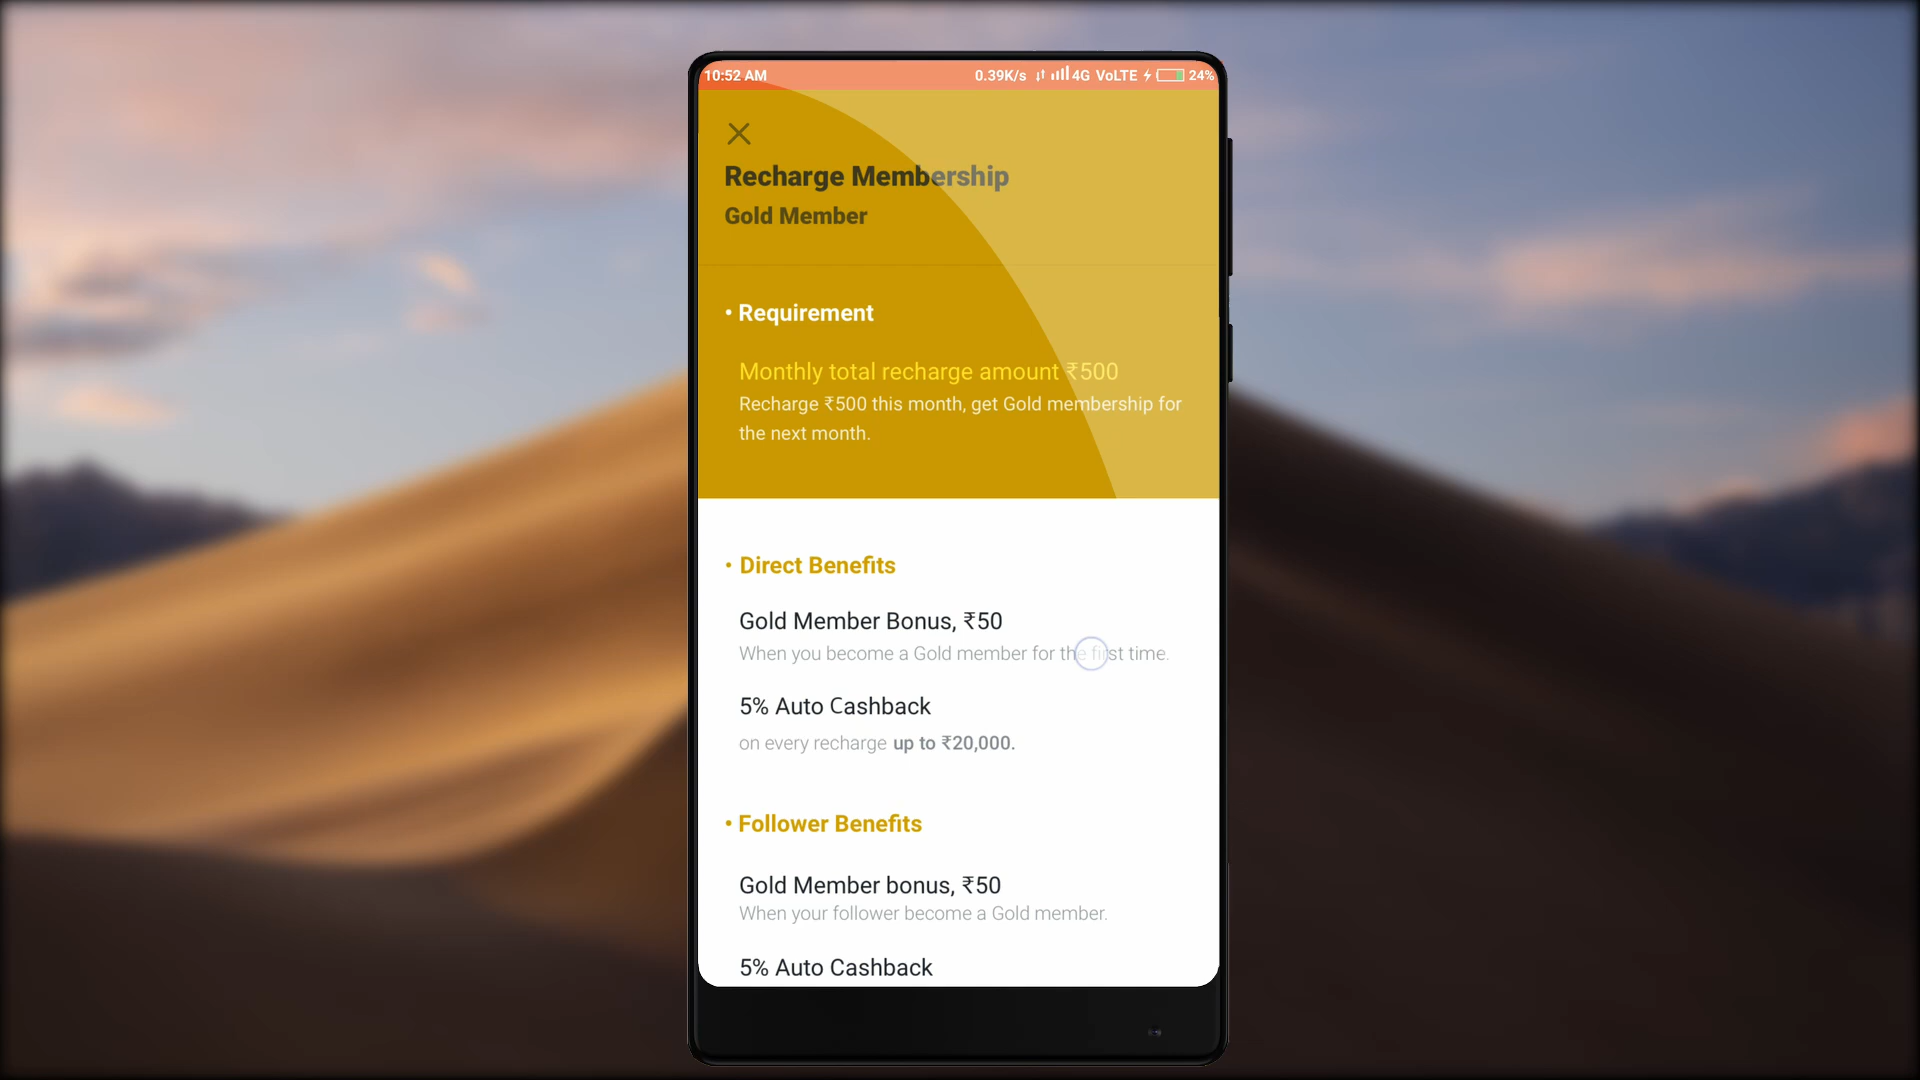 10:52 AM 0.39K/s 4G VoLTE 24%
Recharge Membership
Gold Member
• Requirement
Monthly total recharge amount ₹500
Recharge ₹500 this month, get Gold membership for
the next month.
• Direct Benefits
Gold Member Bonus, ₹50
When you become a Gold member for the first time.
5% Auto Cashback
on every recharge up to ₹20,000.
• Follower Benefits
Gold Member bonus, ₹50
When your follower become a Gold member.
5% Auto Cashback